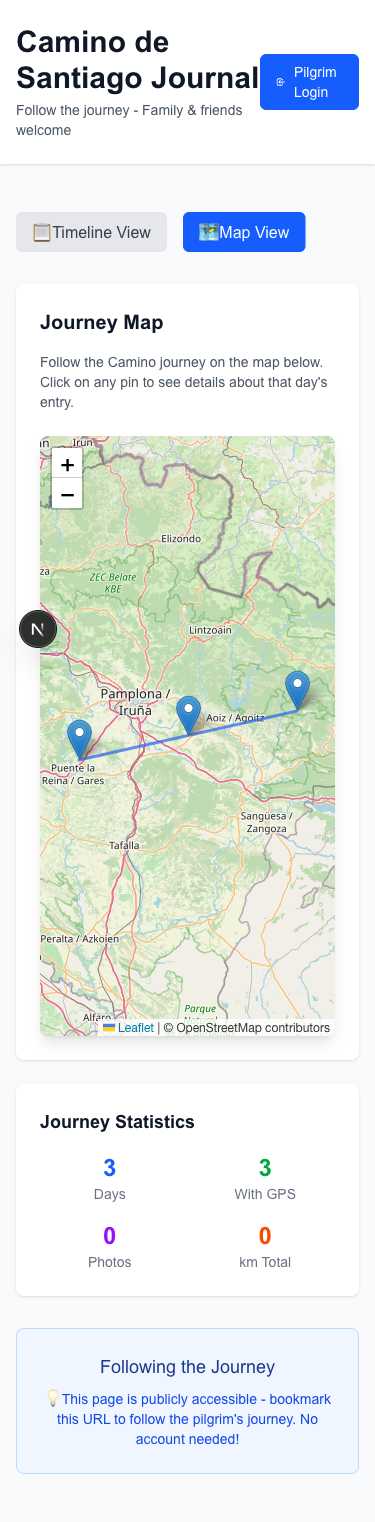 Camino de
Santiago Journal
Follow the journey - Family & friends
welcome
Pilgrim
Login
📋Timeline View
🗺️Map View
Journey Map
Follow the Camino journey on the map below.
Click on any pin to see details about that day's
entry.
Irun
+
−
Elizondo
ZEC Belate
KBE
za
N
Lintzoain
Pamplona /
Iruña
Aoiz / Agoitz
Puente la
Reina / Gares
Sangüesa /
Zangoza
Tafalla
Peralta / Azkoien
Parque
Alfaro
Leaflet | © OpenStreetMap contributors
Journey Statistics
3
Days
3
With GPS
0
Photos
0
km Total
Following the Journey
💡This page is publicly accessible - bookmark
this URL to follow the pilgrim's journey. No
account needed!